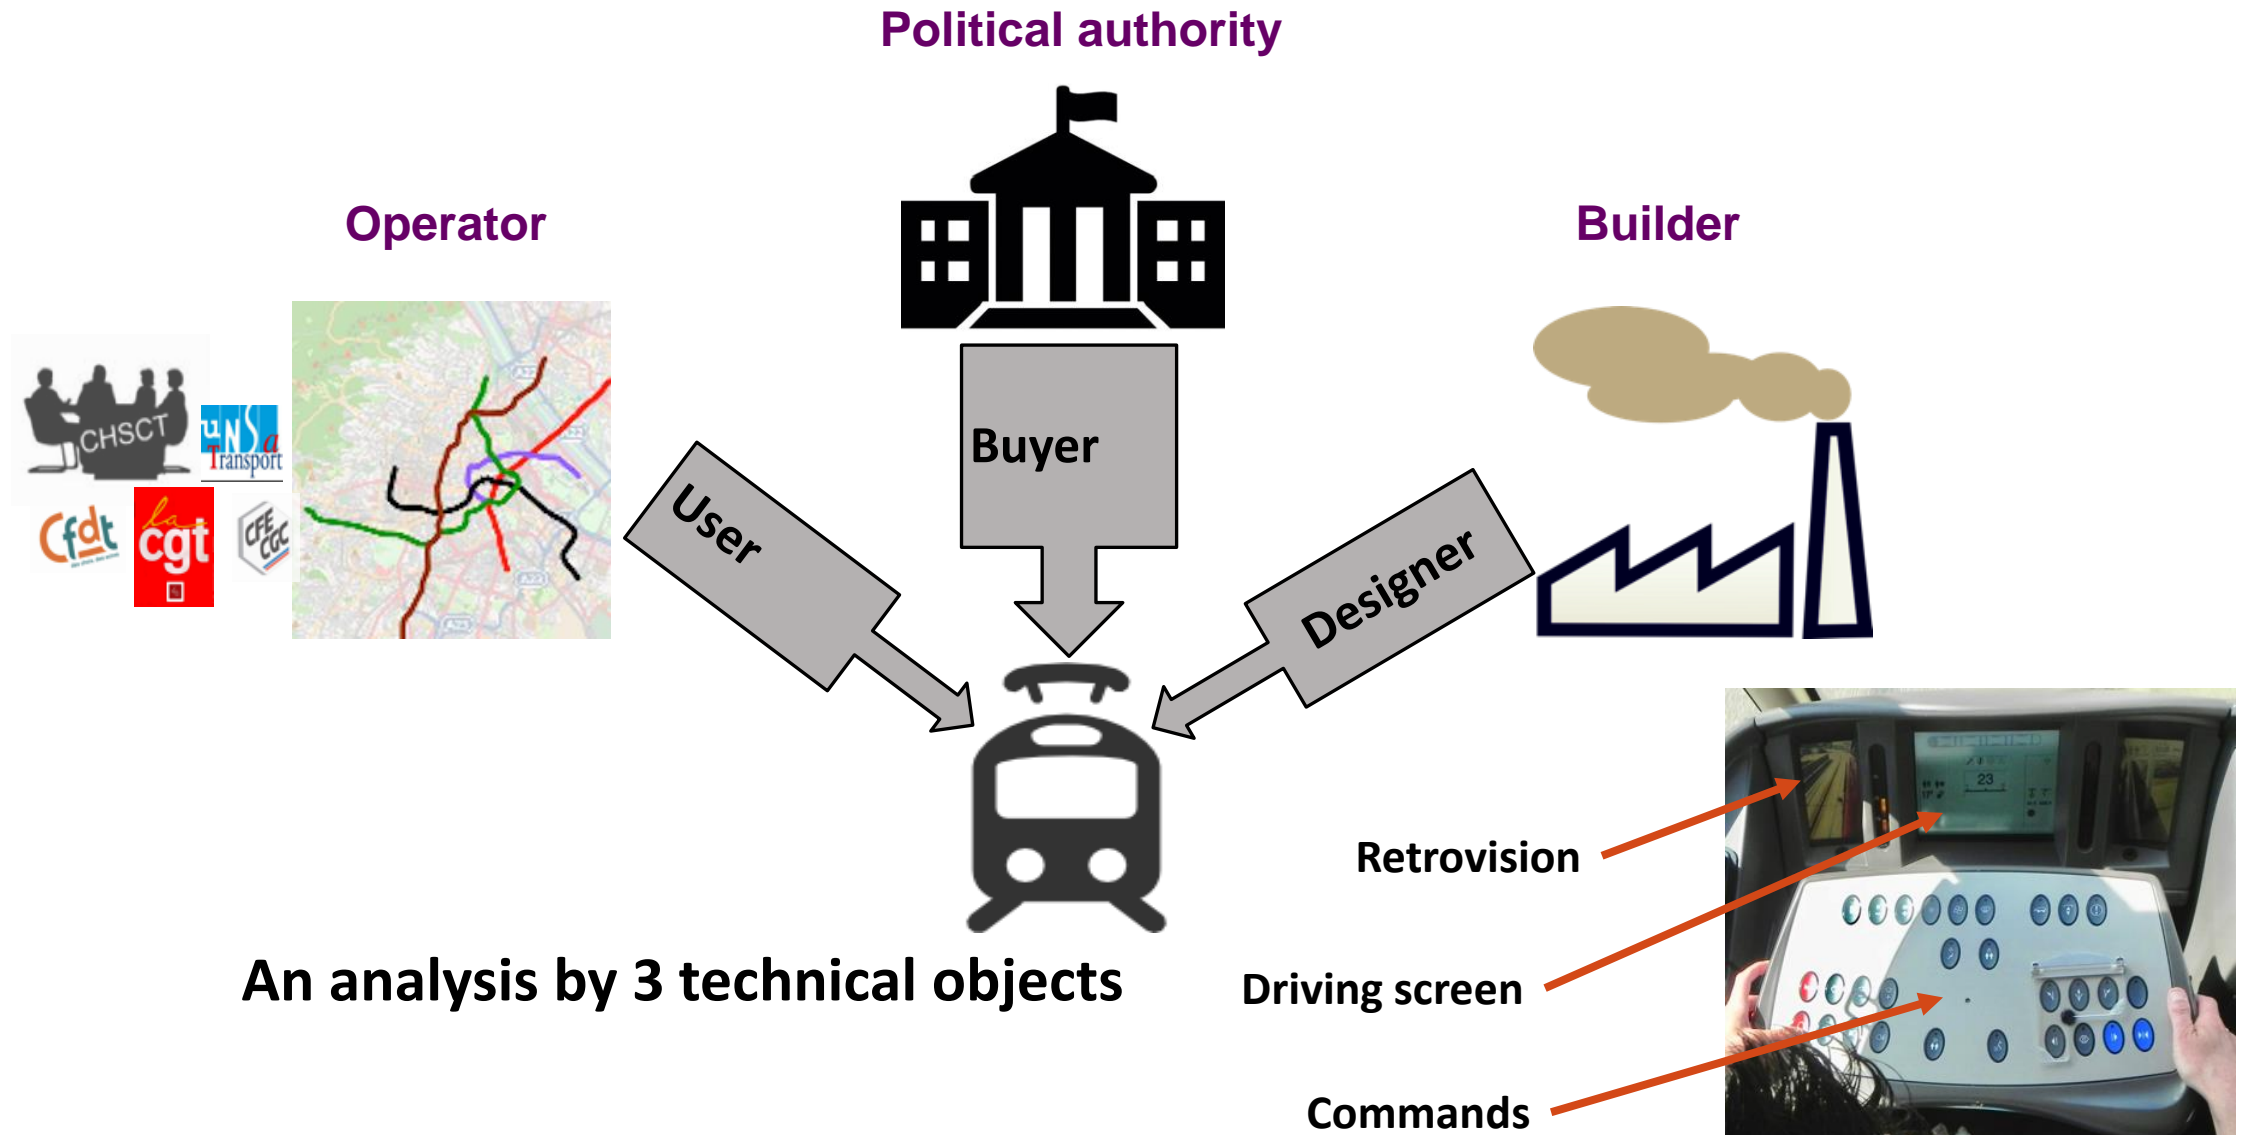 Political authority
Operator
Builder
CHSCT
uNSa
Transport
Cfdt
la
cgt
CFE
CGC
User
Buyer
Designer
23
Retrovision
An analysis by 3 technical objects
Driving screen
Commands